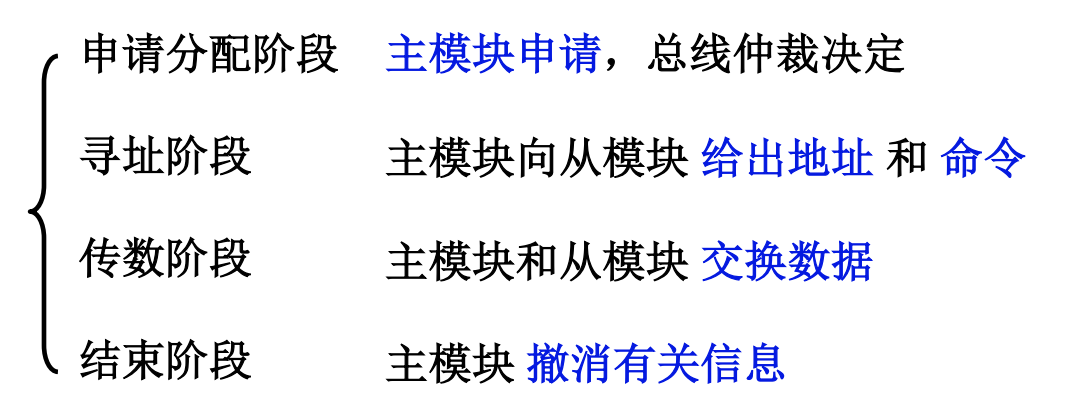 申请分配阶段 主模块申请，总线仲裁决定
寻址阶段 主模块向从模块 给出地址 和 命令
传数阶段 主模块和从模块 交换数据
结束阶段 主模块 撤消有关信息